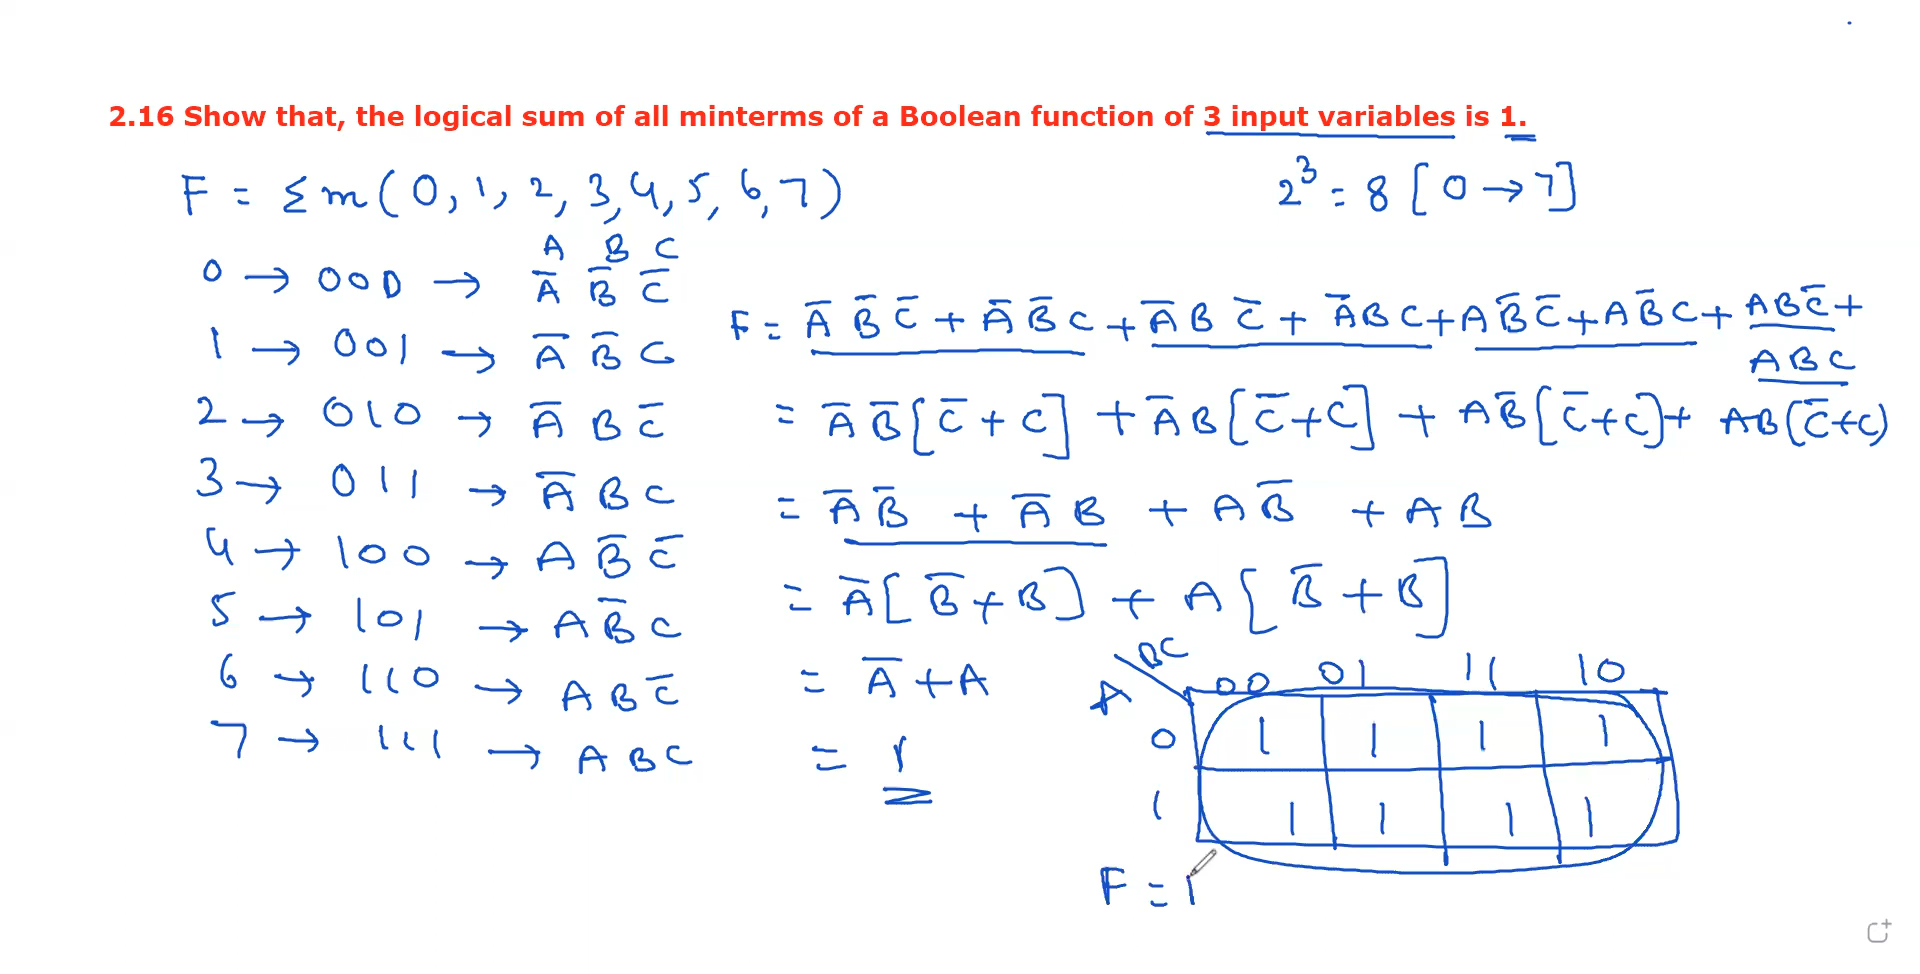 2.16 Show that, the logical sum of all minterms of a Boolean function of 3 input variables is 1.
F = Σm(0,1,2,3,4,5,6,7)
2³ = 8 [0→7]
A B C
0 → 000 → A̅ B̅ C̅
1 → 001 → A̅ B̅ C
2 → 010 → A̅ B C̅
3 → 011 → A̅ B C
4 → 100 → A B̅ C̅
5 → 101 → A B̅ C
6 → 110 → A B C̅
7 → 111 → A B C
F = A̅ B̅ C̅ + A̅ B̅ C + A̅ B C̅ + A̅ B C + A B̅ C̅ + A B̅ C + A B C̅ +
A B C
= A̅ B̅ [C̅ + C] + A̅ B [C̅ + C] + A B̅ [C̅ + C] + A B (C̅ + C)
= A̅ B̅ + A̅ B + A B̅ + A B
= A̅ [B̅ + B] + A [B̅ + B]
= A̅ + A
= 1
BC
A 00 01 11 10
0 1 1 1 1
1 1 1 1 1
F = 1